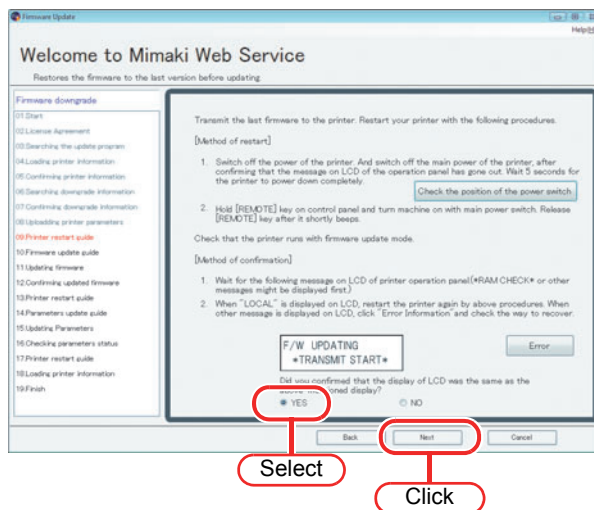 Firmware Update
Help(H
Welcome to Mimaki Web Service
Restores the firmware to the last version before updating
Firmware downgrade
01.Start
02.License Agreement
03.Searching the update program
04.Loading printer information
05.Confirming printer information
06.Searching downgrade information
07.Confirming downgrade information
08.Uploadding printer parameters
09.Printer restart guide
10.Firmware update guide
11.Updating firmware
12.Confirming updated firmware
13.Printer restart guide
14.Parameters update guide
15.Updating Parameters
16.Checking parameters status
17.Printer restart guide
18.Loading printer information
19.Finish
Transmit the last firmware to the printer. Restart your printer with the following procedures.
[Method of restart]
1. Switch off the power of the printer. And switch off the main power of the printer, after
confirming that the message on LCD of the operation panel has gone out. Wait 5 seconds for
the printer to power down completely.
Check the position of the power switch
2. Hold [REMOTE] key on control panel and turn machine on with main power switch. Release
[REMOTE] key after it shortly beeps.
Check that the printer runs with firmware update mode.
[Method of confirmation]
1. Wait for the following message on LCD of printer operation panel.(*RAM CHECK* or other
messages might be displayed first.)
2. When "LOCAL" is displayed on LCD, restart the printer again by above procedures. When
other message is displayed on LCD, click "Error Information" and check the way to recover.
F/W UPDATING
*TRANSMIT START*
Error
Did you confirmed that the display of LCD was the same as the
display?
YES
NO
Back
Next
Cancel
Select
Click